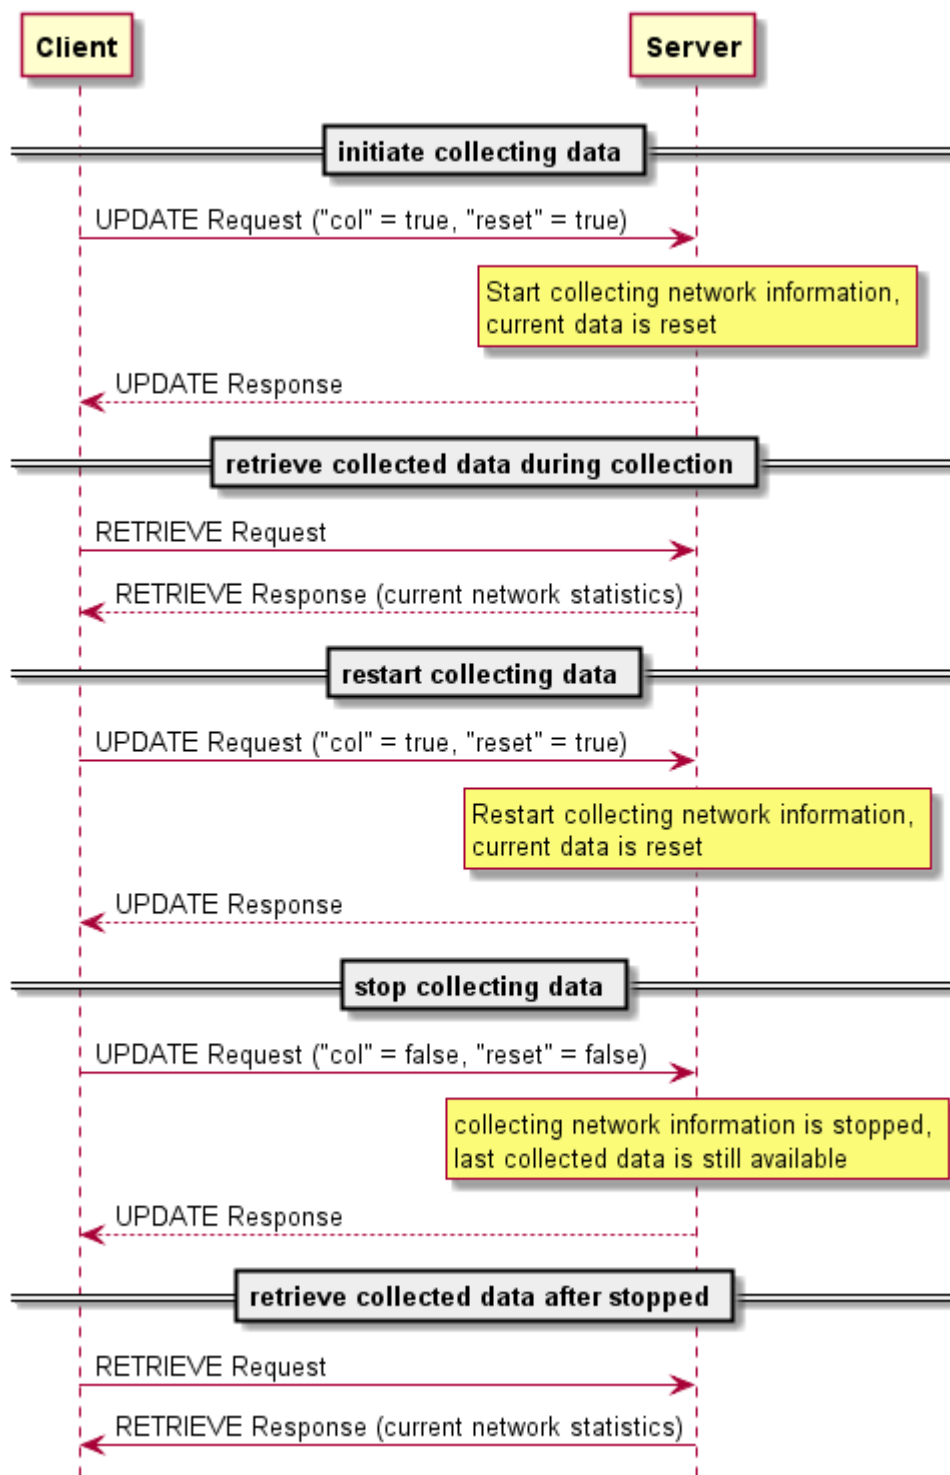 Client
Server
initiate collecting data
UPDATE Request ("col" = true, "reset" = true)
Start collecting network information,
current data is reset
UPDATE Response
retrieve collected data during collection
RETRIEVE Request
RETRIEVE Response (current network statistics)
restart collecting data
UPDATE Request ("col" = true, "reset" = true)
Restart collecting network information,
current data is reset
UPDATE Response
stop collecting data
UPDATE Request ("col" = false, "reset" = false)
collecting network information is stopped,
last collected data is still available
UPDATE Response
retrieve collected data after stopped
RETRIEVE Request
RETRIEVE Response (current network statistics)